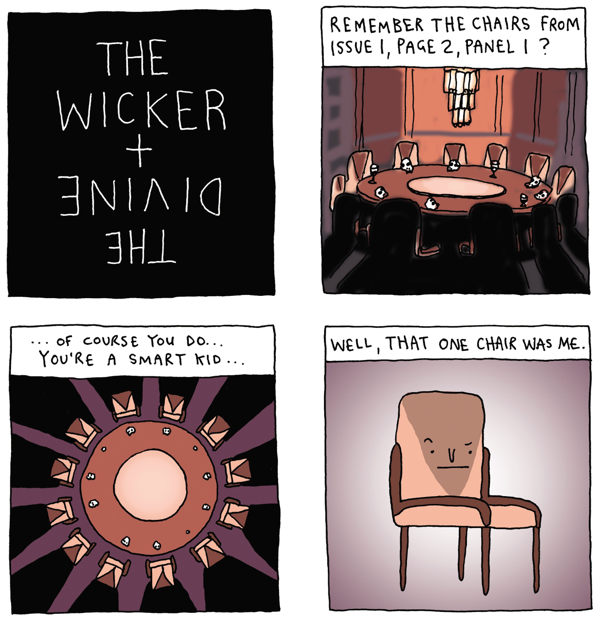 THE
WICKER
+
DIVINE
THE
REMEMBER THE CHAIRS FROM
ISSUE 1, PAGE 2, PANEL 1 ?
... OF COURSE YOU DO...
YOU'RE A SMART KID...
WELL, THAT ONE CHAIR WAS ME.